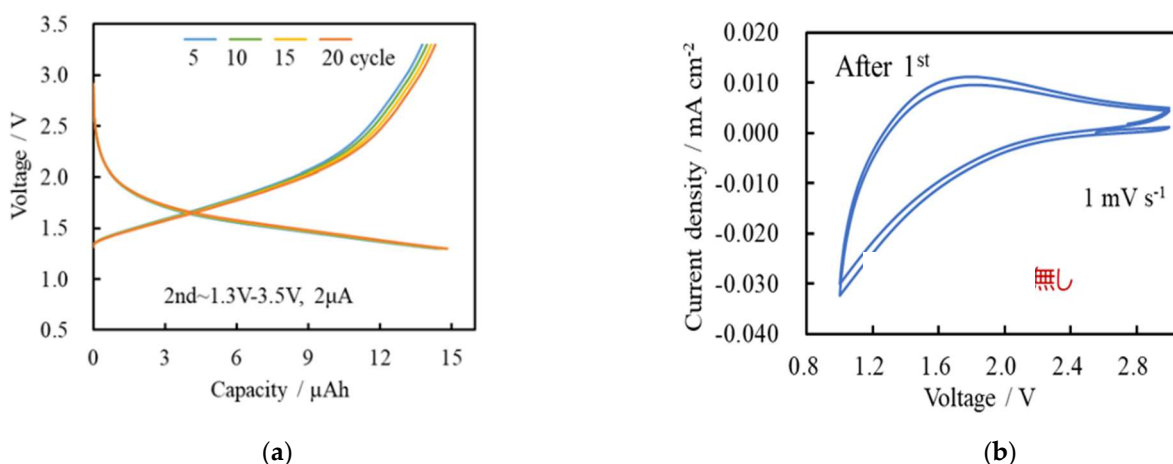 3.5
3.0
2.5
2.0
1.5
1.0
0.5
Voltage / V
5 10 15 20 cycle
2nd~1.3V-3.5V, 2μA
0 3 6 9 12 15
Capacity / μAh
(a)
0.020
0.010
0.000
-0.010
-0.020
-0.030
-0.040
Current density / mA cm⁻²
After 1ˢᵗ
1 mV s⁻¹
無し
0.8 1.2 1.6 2.0 2.4 2.8
Voltage / V
(b)